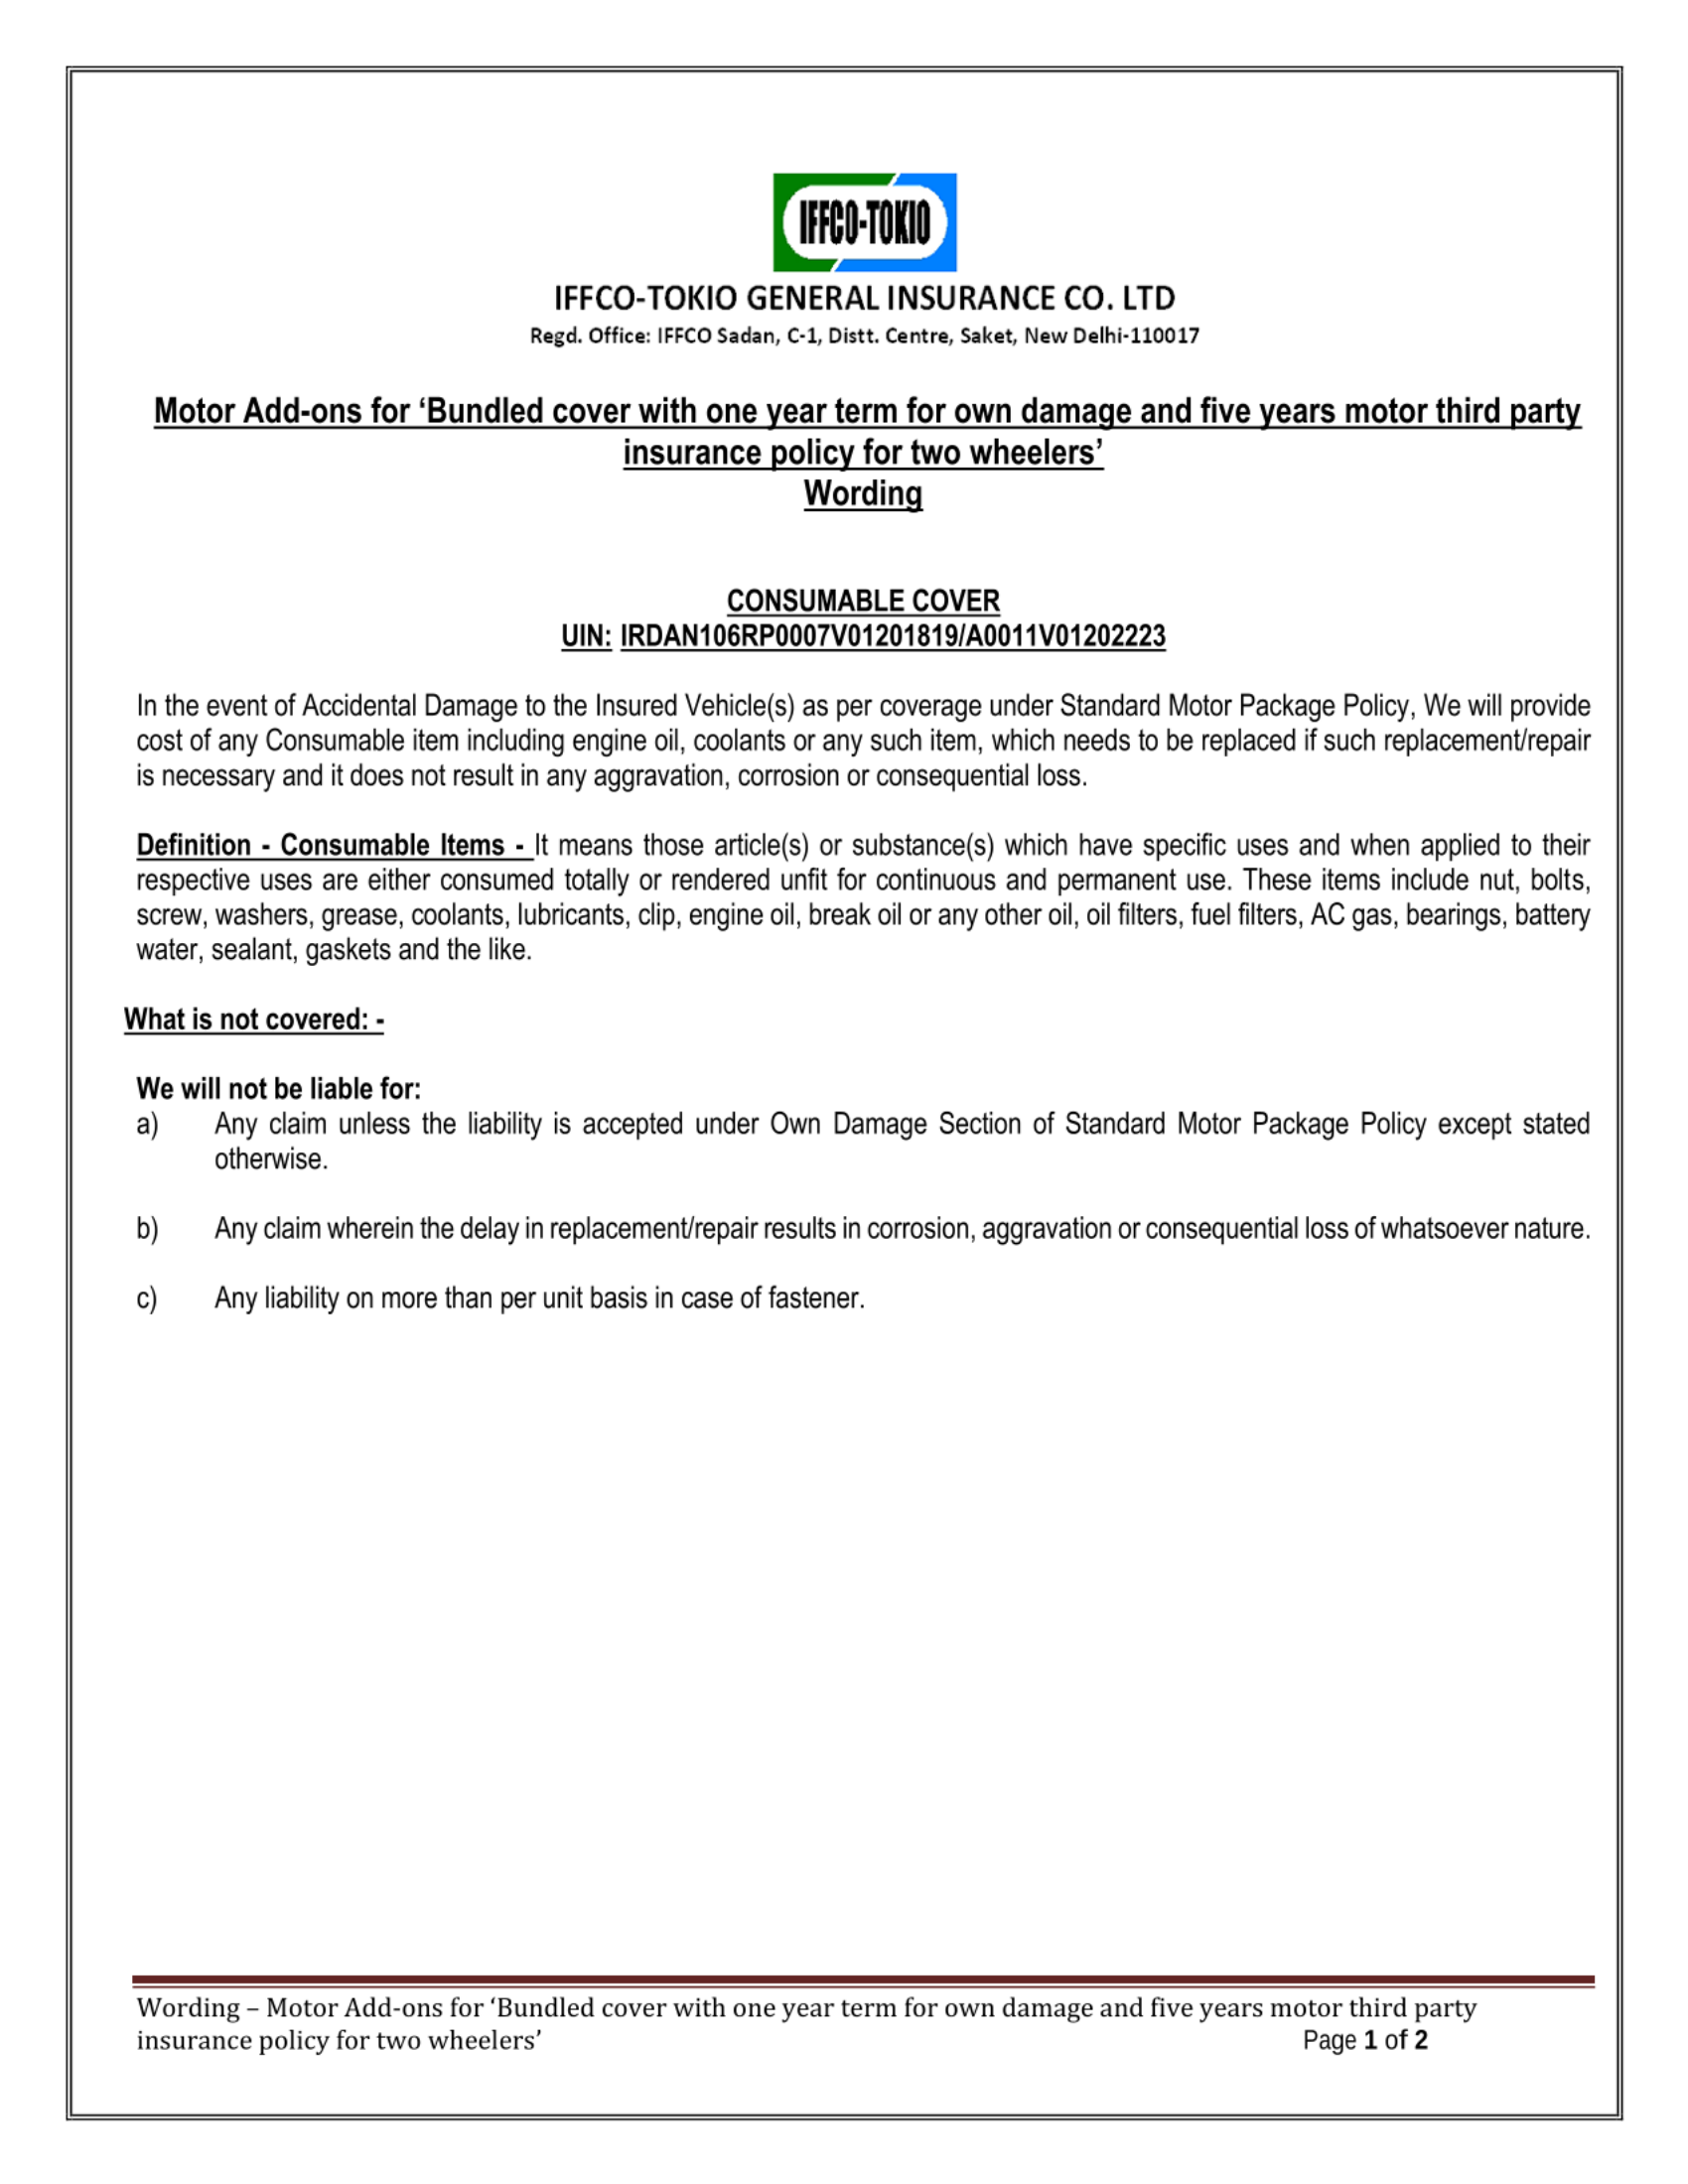 IFFCO-TOKIO
IFFCO-TOKIO GENERAL INSURANCE CO. LTD
Regd. Office: IFFCO Sadan, C-1, Distt. Centre, Saket, New Delhi-110017
Motor Add-ons for ‘Bundled cover with one year term for own damage and five years motor third party
insurance policy for two wheelers’
Wording
CONSUMABLE COVER
UIN: IRDAN106RP0007V01201819/A0011V01202223
In the event of Accidental Damage to the Insured Vehicle(s) as per coverage under Standard Motor Package Policy, We will provide
cost of any Consumable item including engine oil, coolants or any such item, which needs to be replaced if such replacement/repair
is necessary and it does not result in any aggravation, corrosion or consequential loss.
Definition - Consumable Items - It means those article(s) or substance(s) which have specific uses and when applied to their
respective uses are either consumed totally or rendered unfit for continuous and permanent use. These items include nut, bolts,
screw, washers, grease, coolants, lubricants, clip, engine oil, break oil or any other oil, oil filters, fuel filters, AC gas, bearings, battery
water, sealant, gaskets and the like.
What is not covered: -
We will not be liable for:
a) Any claim unless the liability is accepted under Own Damage Section of Standard Motor Package Policy except stated
otherwise.
b) Any claim wherein the delay in replacement/repair results in corrosion, aggravation or consequential loss of whatsoever nature.
c) Any liability on more than per unit basis in case of fastener.
Wording – Motor Add-ons for ‘Bundled cover with one year term for own damage and five years motor third party
insurance policy for two wheelers’ Page 1 of 2